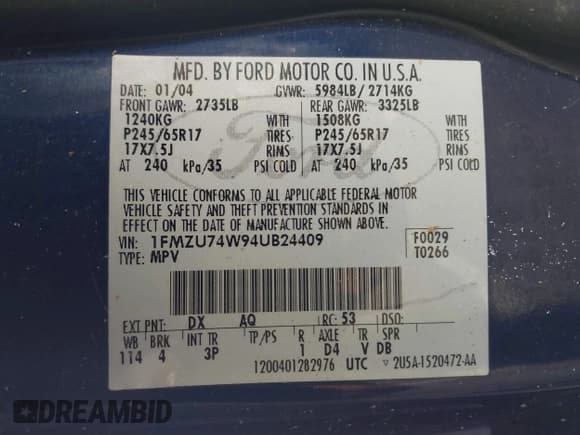 MFD. BY FORD MOTOR CO. IN U.S.A.
DATE: 01/04 GVWR: 5984LB/ 2714KG
FRONT GAWR: 2735LB REAR GAWR: 3325LB
1240KG WITH 1508KG WITH
P245/65R17 TIRES P245/65R17 TIRES
17X7.5J RIMS 17X7.5J RIMS
AT 240 kPa/35 PSI COLD AT 240 kPa/35 PSI COLD
THIS VEHICLE CONFORMS TO ALL APPLICABLE FEDERAL MOTOR
VEHICLE SAFETY AND THEFT PREVENTION STANDARDS IN
EFFECT ON THE DATE OF MANUFACTURE SHOWN ABOVE.
VIN: 1FMZU74W94UB24409 F0029
TYPE: MPV T0266
Ford
EXT PNT: DX AQ RC: 53 DSO:
WB BRK INT TR TP/PS R AXLE TR SPR
114 4 3P 1 D4 V DB
1200401282976 UTC ▽ 2U5A-1520472-AA
DREAMBID